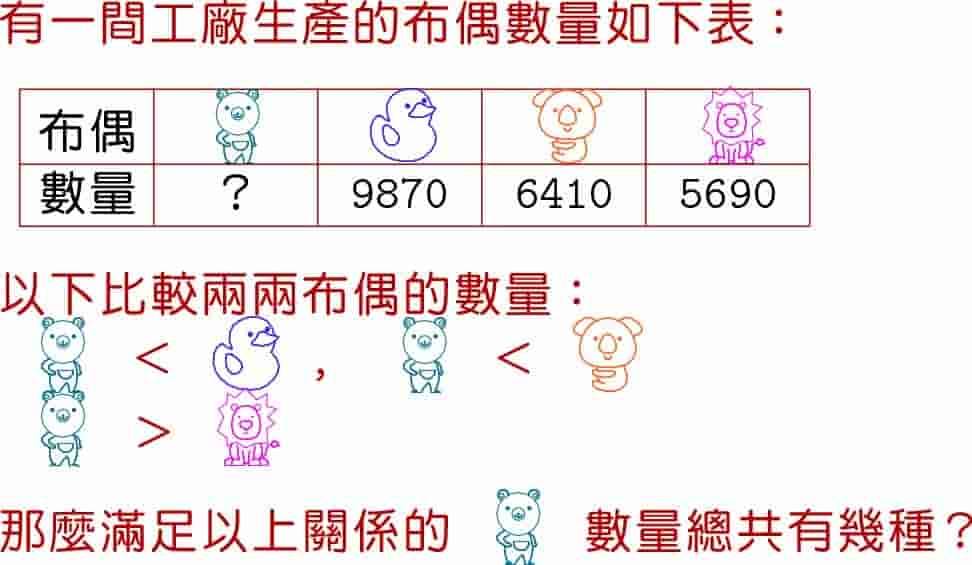 有一間工廠生產的布偶數量如下表：
布偶
數量 ? 9870 6410 5690
以下比較兩兩布偶的數量：
< , <
>
那麼滿足以上關係的 數量總共有幾種？